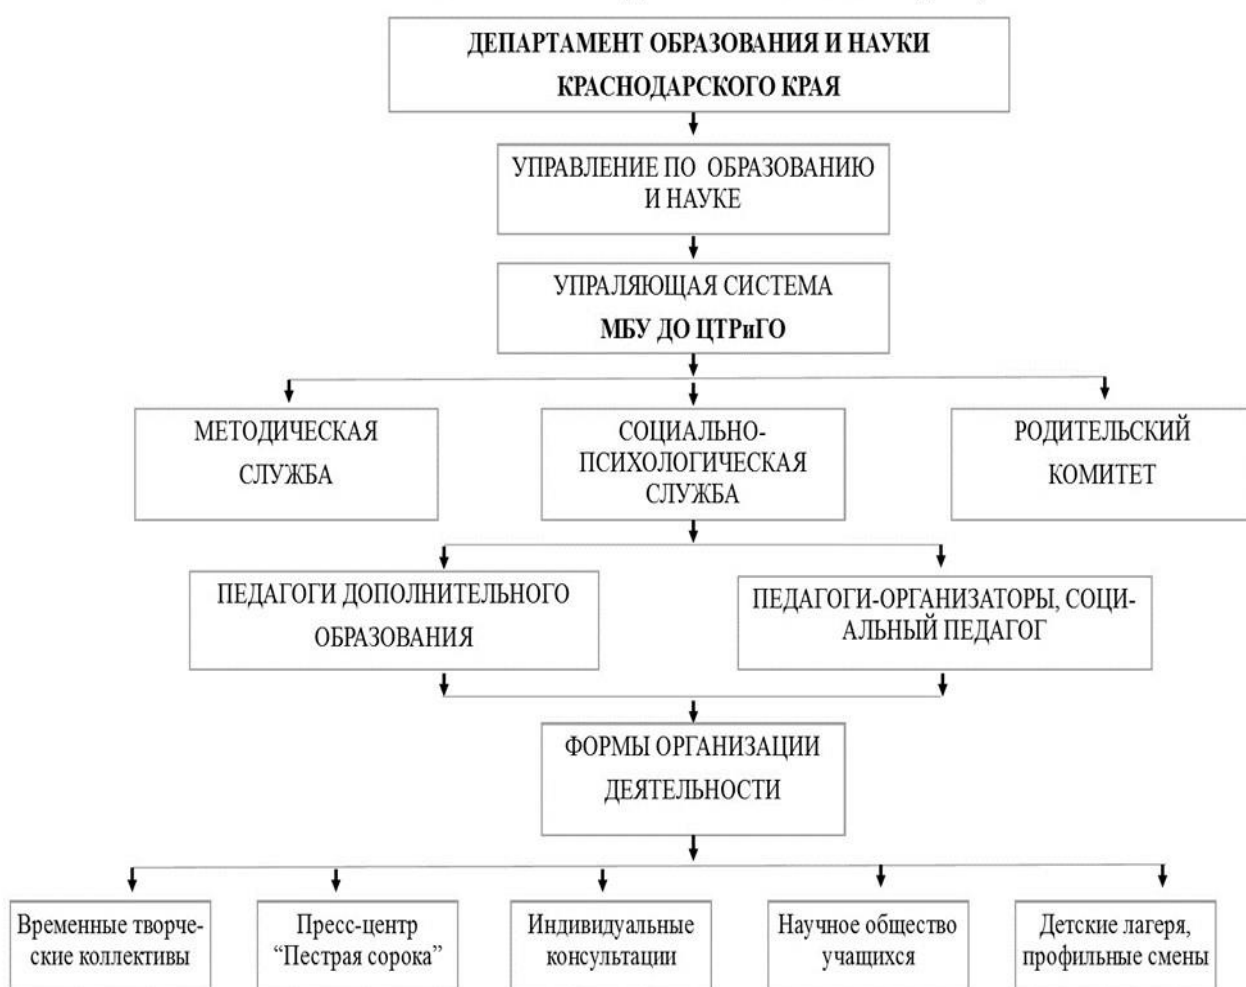 ДЕПАРТАМЕНТ ОБРАЗОВАНИЯ И НАУКИ
КРАСНОДАРСКОГО КРАЯ
УПРАВЛЕНИЕ ПО ОБРАЗОВАНИЮ
И НАУКЕ
УПРАЛЯЮЩАЯ СИСТЕМА
МБУ ДО ЦТРиГО
МЕТОДИЧЕСКАЯ
СЛУЖБА
СОЦИАЛЬНО-
ПСИХОЛОГИЧЕСКАЯ
СЛУЖБА
РОДИТЕЛЬСКИЙ
КОМИТЕТ
ПЕДАГОГИ ДОПОЛНИТЕЛЬНОГО
ОБРАЗОВАНИЯ
ПЕДАГОГИ-ОРГАНИЗАТОРЫ, СОЦИ-
АЛЬНЫЙ ПЕДАГОГ
ФОРМЫ ОРГАНИЗАЦИИ
ДЕЯТЕЛЬНОСТИ
Временные творче-
ские коллективы
Пресс-центр
“Пестрая сорока”
Индивидуальные
консультации
Научное общество
учащихся
Детские лагеря,
профильные смены